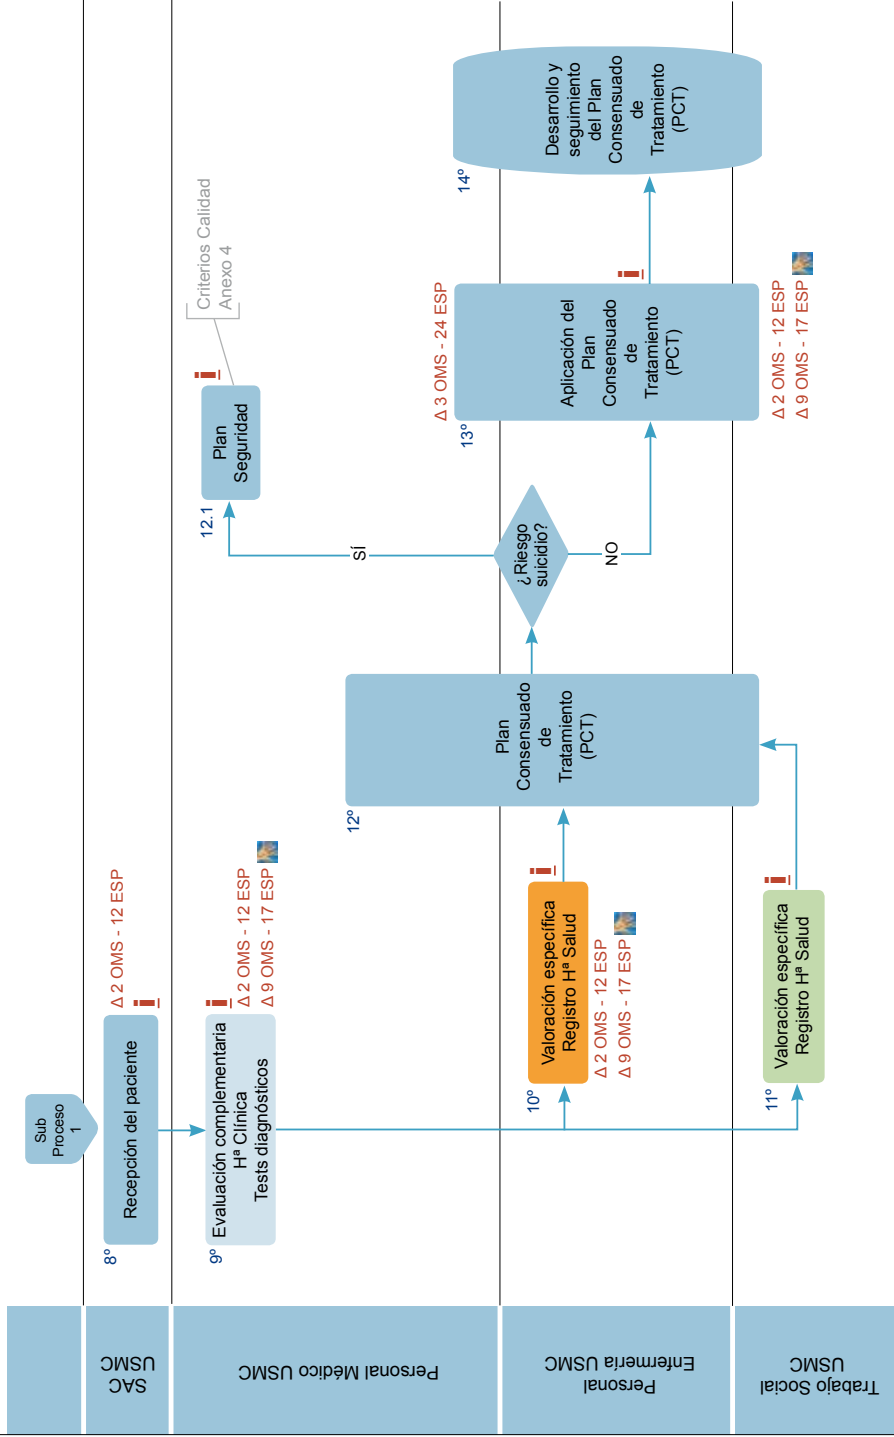 SAC
USMC
Personal Médico USMC
Personal
Enfermería USMC
Trabajo Social
USMC
Sub
Proceso
1
8º
Recepción del paciente
Δ 2 OMS - 12 ESP
i
9º
Evaluación complementaria
Hª Clínica
Tests diagnósticos
i
Δ 2 OMS - 12 ESP
Δ 9 OMS - 17 ESP
10º
Valoración específica
Registro Hª Salud
i
Δ 2 OMS - 12 ESP
Δ 9 OMS - 17 ESP
11º
Valoración específica
Registro Hª Salud
i
12º
Plan
Consensuado
de
Tratamiento
(PCT)
¿Riesgo
suicidio?
SÍ
NO
12.1
Plan
Seguridad
i
Criterios Calidad
Anexo 4
13º
Δ 3 OMS - 24 ESP
Aplicación del
Plan
Consensuado
de
Tratamiento
(PCT)
i
Δ 2 OMS - 12 ESP
Δ 9 OMS - 17 ESP
14º
Desarrollo y
seguimiento
del Plan
Consensuado
de
Tratamiento
(PCT)